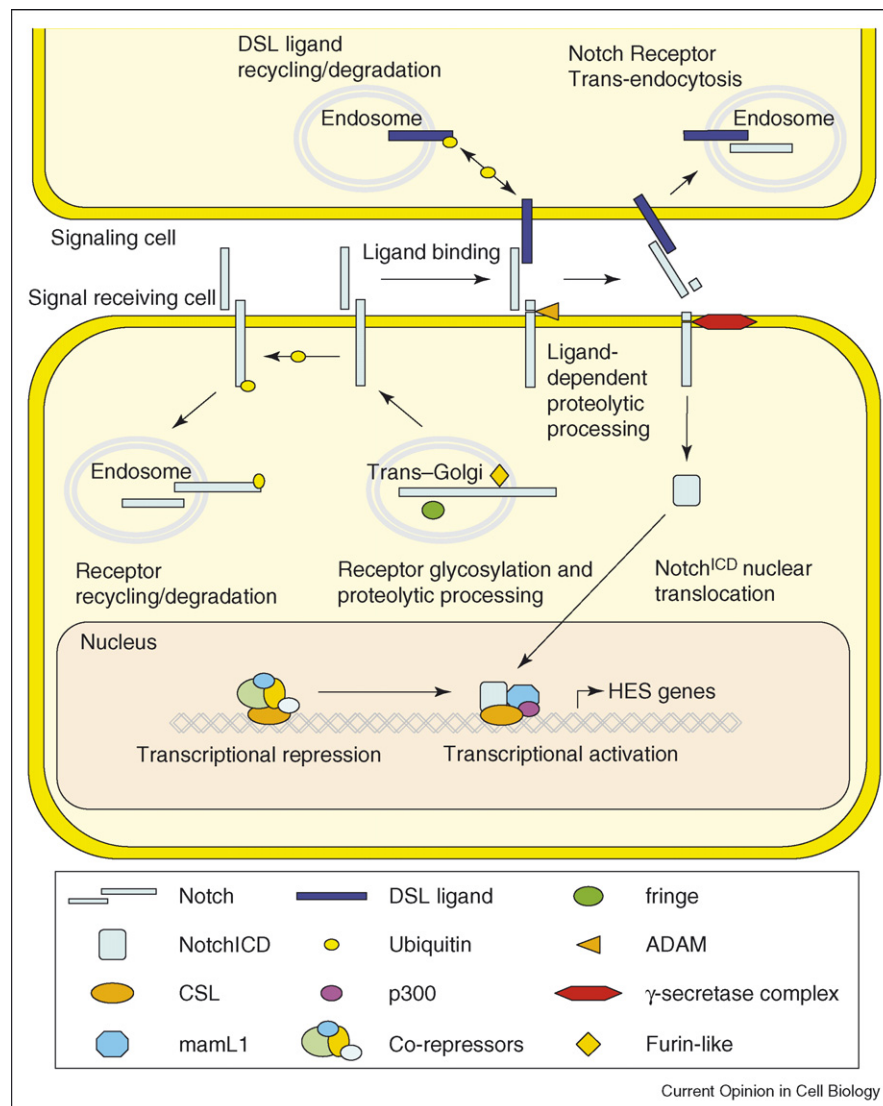 DSL ligand
recycling/degradation
Notch Receptor
Trans-endocytosis
Endosome
Endosome
Signaling cell
Ligand binding
Signal receiving cell
Ligand-
dependent
proteolytic
processing
Endosome
Trans–Golgi
Receptor
recycling/degradation
Receptor glycosylation and
proteolytic processing
Notchᴵᶜᴰ nuclear
translocation
Nucleus
HES genes
Transcriptional repression
Transcriptional activation
Notch
DSL ligand
fringe
NotchICD
Ubiquitin
ADAM
CSL
p300
γ-secretase complex
mamL1
Co-repressors
Furin-like
Current Opinion in Cell Biology